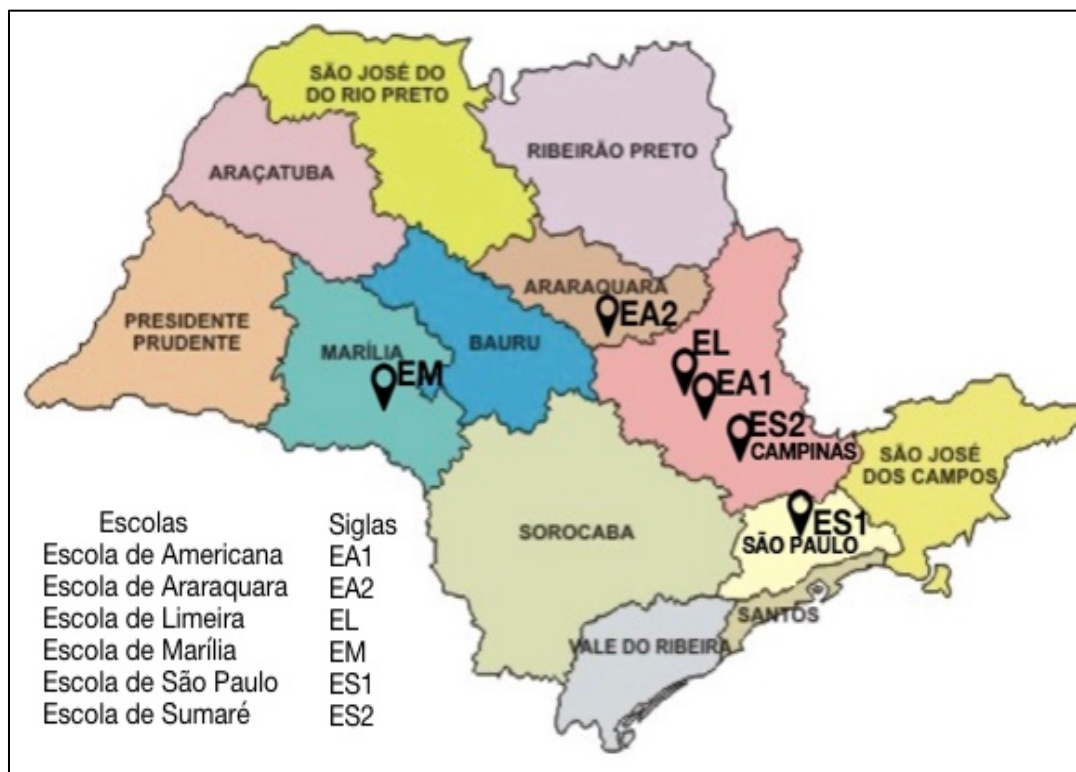 SÃO JOSÉ DO
DO RIO PRETO
RIBEIRÃO PRETO
ARAÇATUBA
ARARAQUARA
EA2
PRESIDENTE
PRUDENTE
MARÍLIA
EM
BAURU
EL
EA1
ES2
CAMPINAS
SÃO JOSÉ
DOS CAMPOS
SOROCABA
ES1
SÃO PAULO
SANTOS
VALE DO RIBEIRA
Escolas Siglas
Escola de Americana EA1
Escola de Araraquara EA2
Escola de Limeira EL
Escola de Marília EM
Escola de São Paulo ES1
Escola de Sumaré ES2